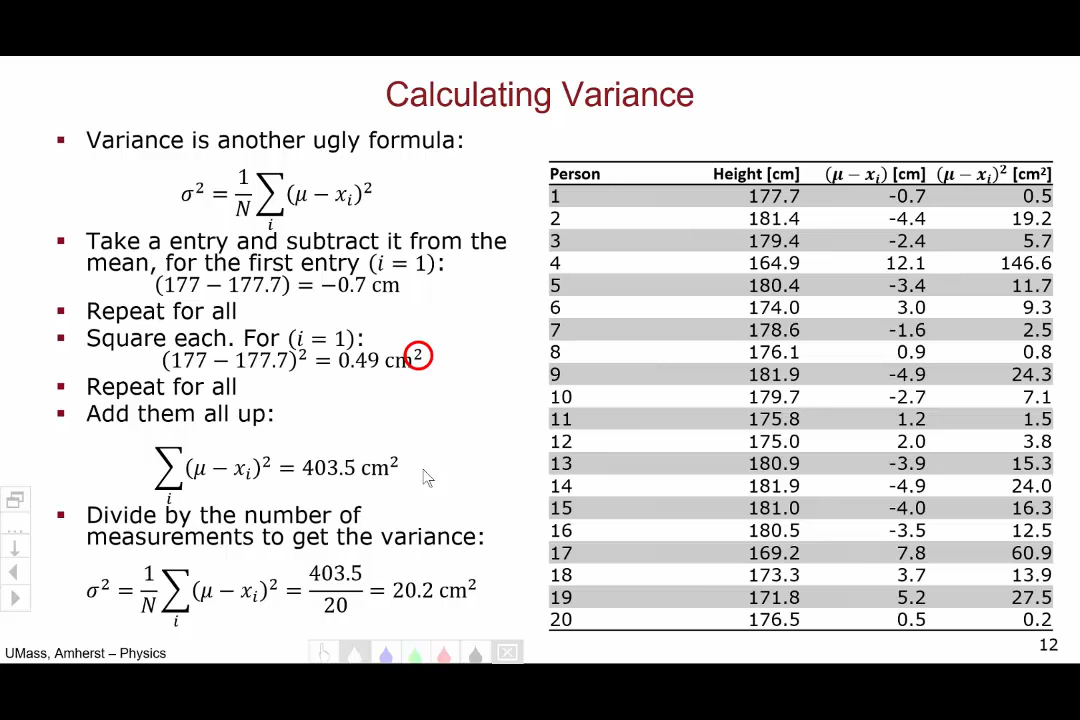 Calculating Variance
▪ Variance is another ugly formula:
σ² = 1/N ∑ᵢ (μ − xᵢ)²
▪ Take a entry and subtract it from the
mean, for the first entry (i = 1):
(177 − 177.7) = −0.7 cm
▪ Repeat for all
▪ Square each. For (i = 1):
(177 − 177.7)² = 0.49 cm²
▪ Repeat for all
▪ Add them all up:
∑ᵢ (μ − xᵢ)² = 403.5 cm²
▪ Divide by the number of
measurements to get the variance:
σ² = 1/N ∑ᵢ (μ − xᵢ)² = 403.5/20 = 20.2 cm²
Person Height [cm] (μ − xᵢ) [cm] (μ − xᵢ)² [cm²]
1 177.7 -0.7 0.5
2 181.4 -4.4 19.2
3 179.4 -2.4 5.7
4 164.9 12.1 146.6
5 180.4 -3.4 11.7
6 174.0 3.0 9.3
7 178.6 -1.6 2.5
8 176.1 0.9 0.8
9 181.9 -4.9 24.3
10 179.7 -2.7 7.1
11 175.8 1.2 1.5
12 175.0 2.0 3.8
13 180.9 -3.9 15.3
14 181.9 -4.9 24.0
15 181.0 -4.0 16.3
16 180.5 -3.5 12.5
17 169.2 7.8 60.9
18 173.3 3.7 13.9
19 171.8 5.2 27.5
20 176.5 0.5 0.2
UMass, Amherst – Physics
12